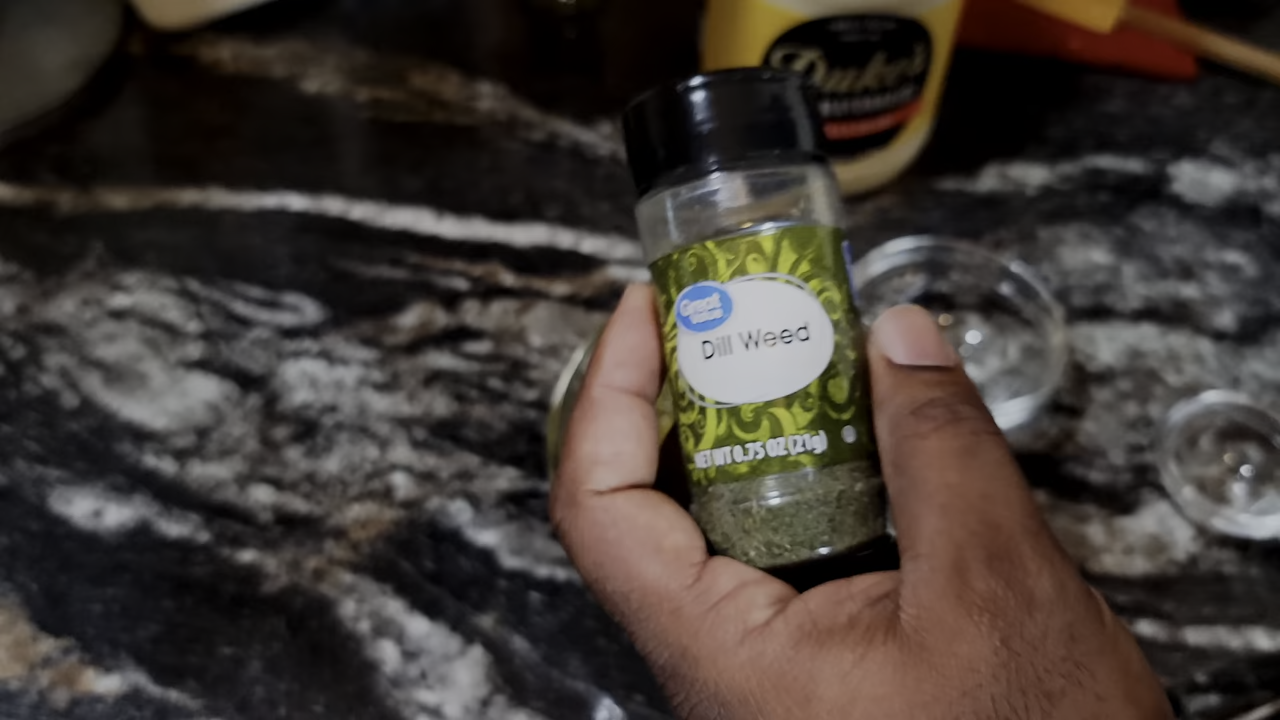 Duke's
Great
Value
Dill Weed
NET WT 0.75 OZ (21g)